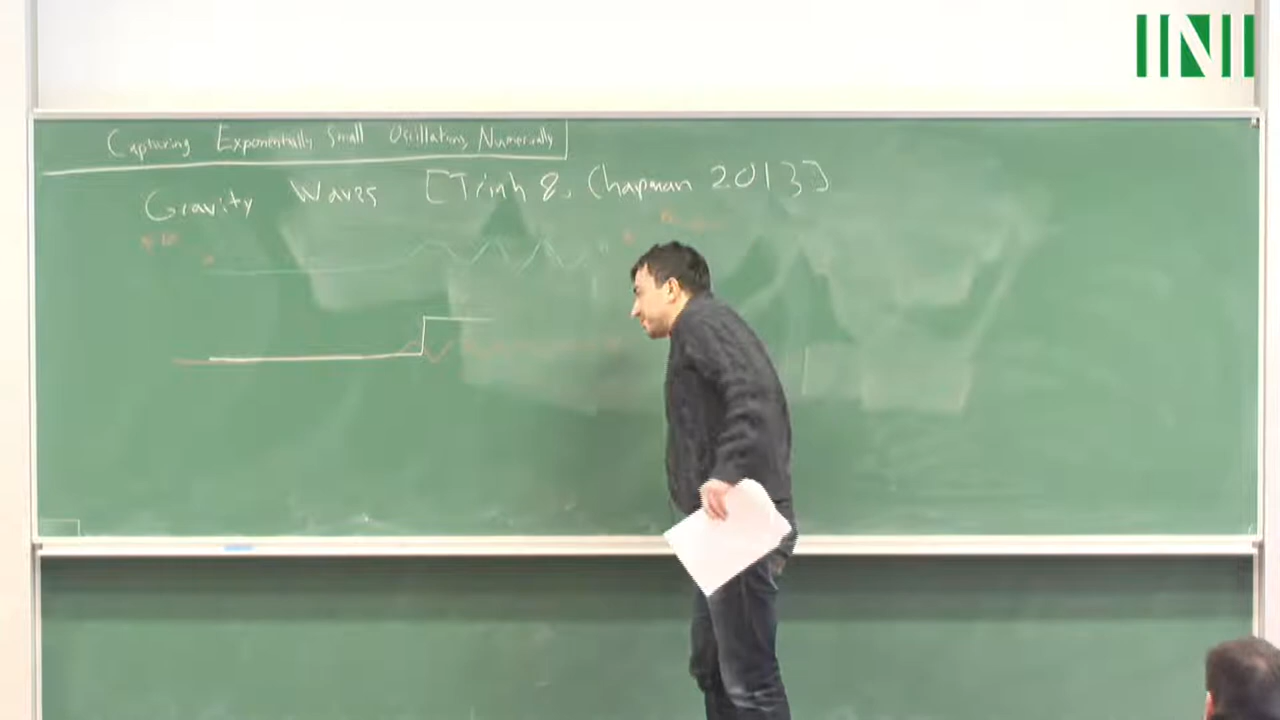 INI
Capturing Exponentially Small Oscillations Numerically
Gravity Waves [Trinh &, Chapman 2013]